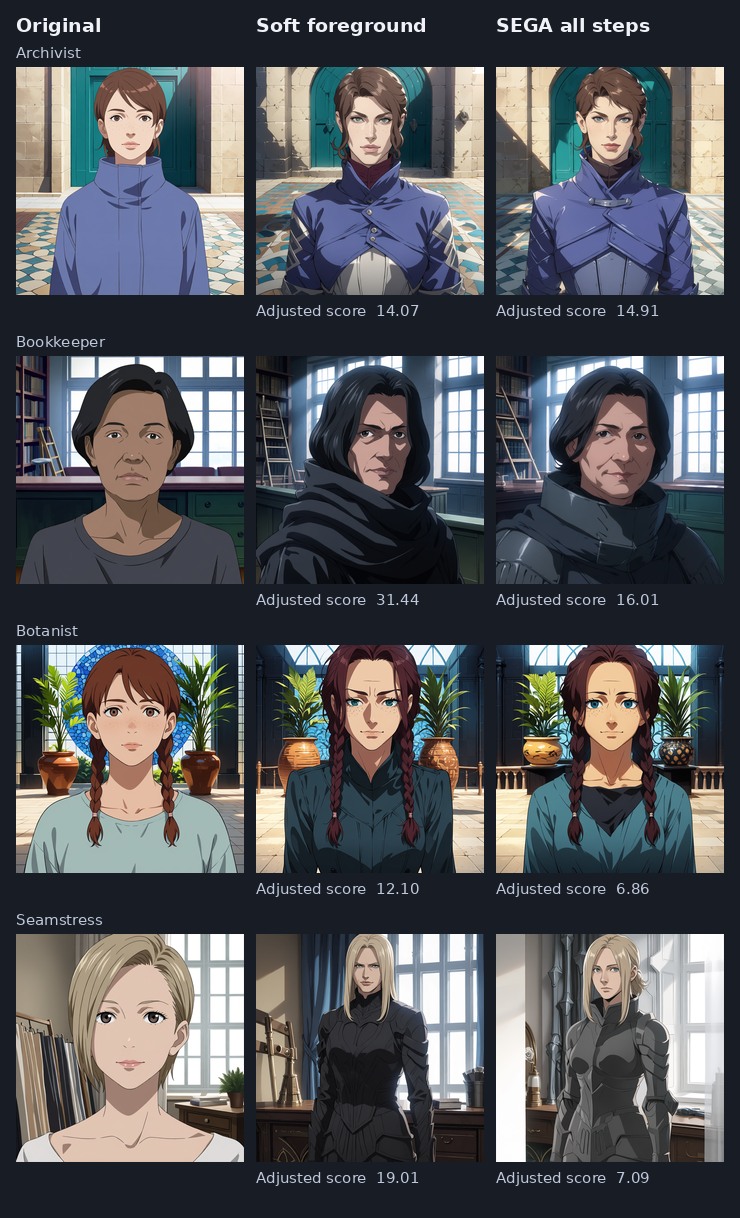 Original Soft foreground SEGA all steps
Archivist
Adjusted score 14.07 Adjusted score 14.91
Bookkeeper
Adjusted score 31.44 Adjusted score 16.01
Botanist
Adjusted score 12.10 Adjusted score 6.86
Seamstress
Adjusted score 19.01 Adjusted score 7.09